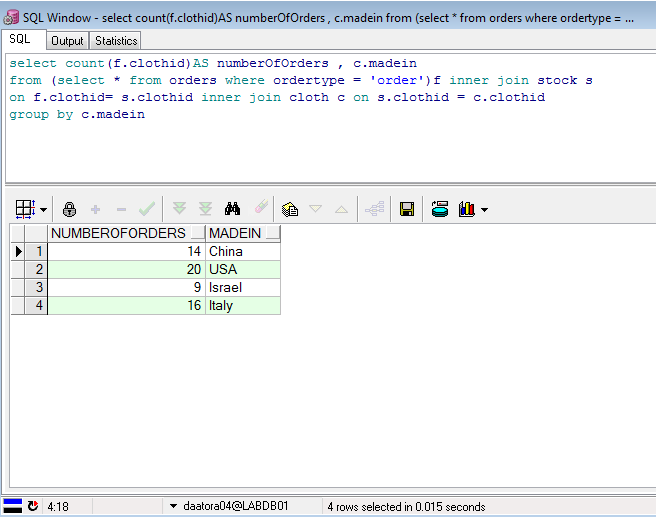 SQL Window - select count(f.clothid)AS numberOfOrders , c.madein from (select * from orders where ordertype = ...
SQL Output Statistics
select count(f.clothid)AS numberOfOrders , c.madein
from (select * from orders where ordertype = 'order')f inner join stock s
on f.clothid= s.clothid inner join cloth c on s.clothid = c.clothid
group by c.madein
NUMBEROFORDERS MADEIN
1 14 China
2 20 USA
3 9 Israel
4 16 Italy
4:18 daatora04@LABDB01 4 rows selected in 0.015 seconds